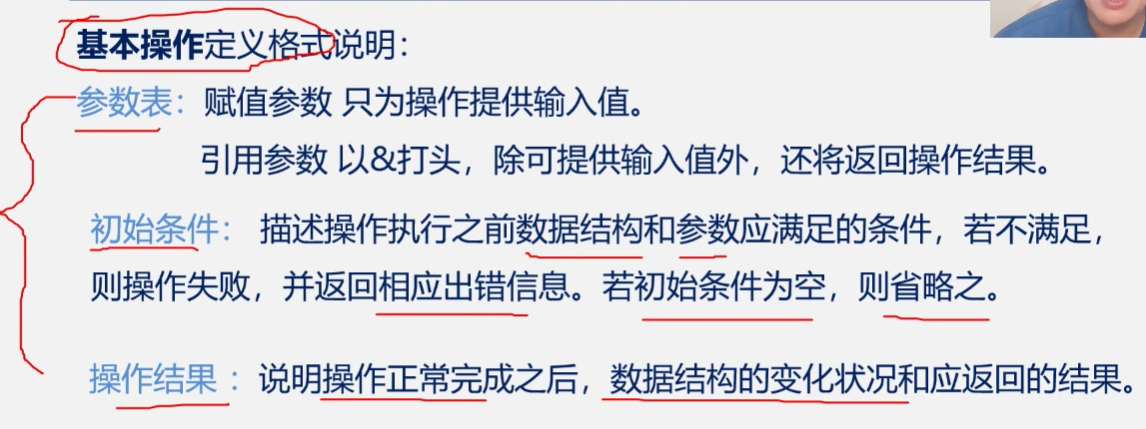 基本操作定义格式说明：
参数表：赋值参数 只为操作提供输入值。
引用参数 以&打头，除可提供输入值外，还将返回操作结果。
初始条件：描述操作执行之前数据结构和参数应满足的条件，若不满足，
则操作失败，并返回相应出错信息。若初始条件为空，则省略之。
操作结果：说明操作正常完成之后，数据结构的变化状况和应返回的结果。